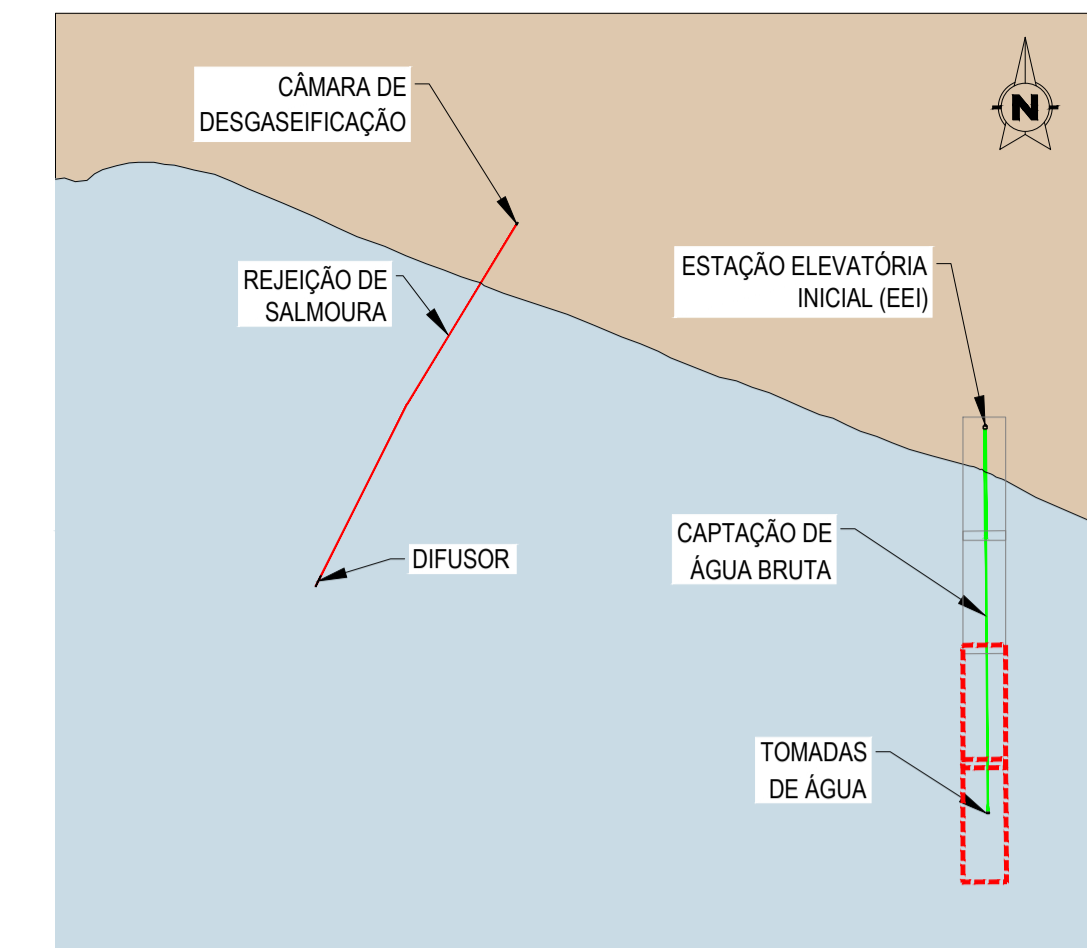 CÂMARA DE
DESGASEIFICAÇÃO
N
REJEIÇÃO DE
SALMOURA
ESTAÇÃO ELEVATÓRIA
INICIAL (EEI)
CAPTAÇÃO DE
ÁGUA BRUTA
DIFUSOR
TOMADAS
DE ÁGUA